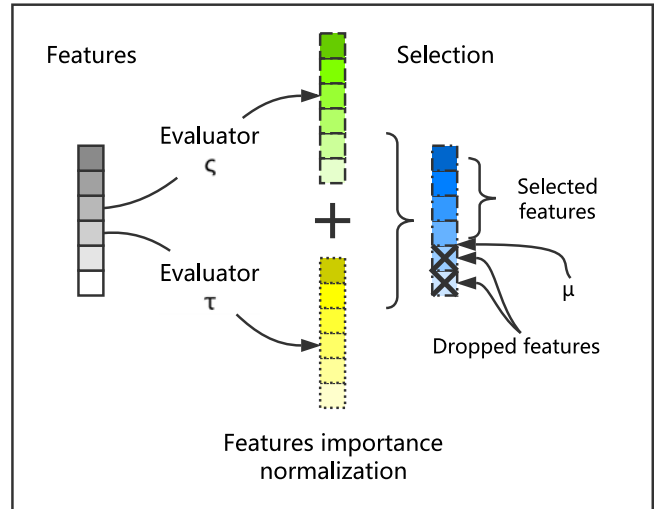 Features
Selection
Evaluator
ς
Selected
features
Evaluator
τ
μ
Dropped features
Features importance
normalization